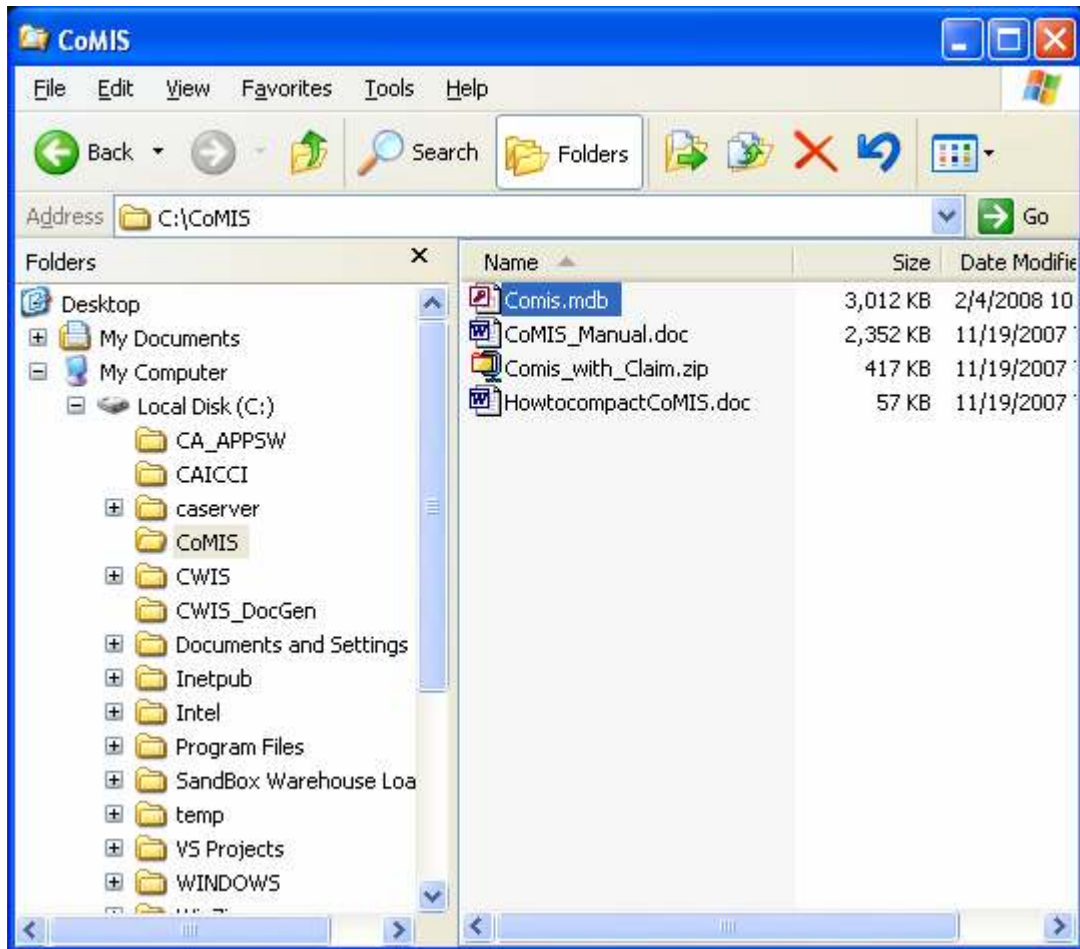 CoMIS
File Edit View Favorites Tools Help
Back Search Folders
Address C:\CoMIS Go
Folders
Desktop
My Documents
My Computer
Local Disk (C:)
CA_APPSW
CAICCI
caserver
CoMIS
CWIS
CWIS_DocGen
Documents and Settings
Inetpub
Intel
Program Files
SandBox Warehouse Loa
temp
VS Projects
WINDOWS
Name Size Date Modifie
Comis.mdb 3,012 KB 2/4/2008 10
CoMIS_Manual.doc 2,352 KB 11/19/2007
Comis_with_Claim.zip 417 KB 11/19/2007
HowtocompactCoMIS.doc 57 KB 11/19/2007